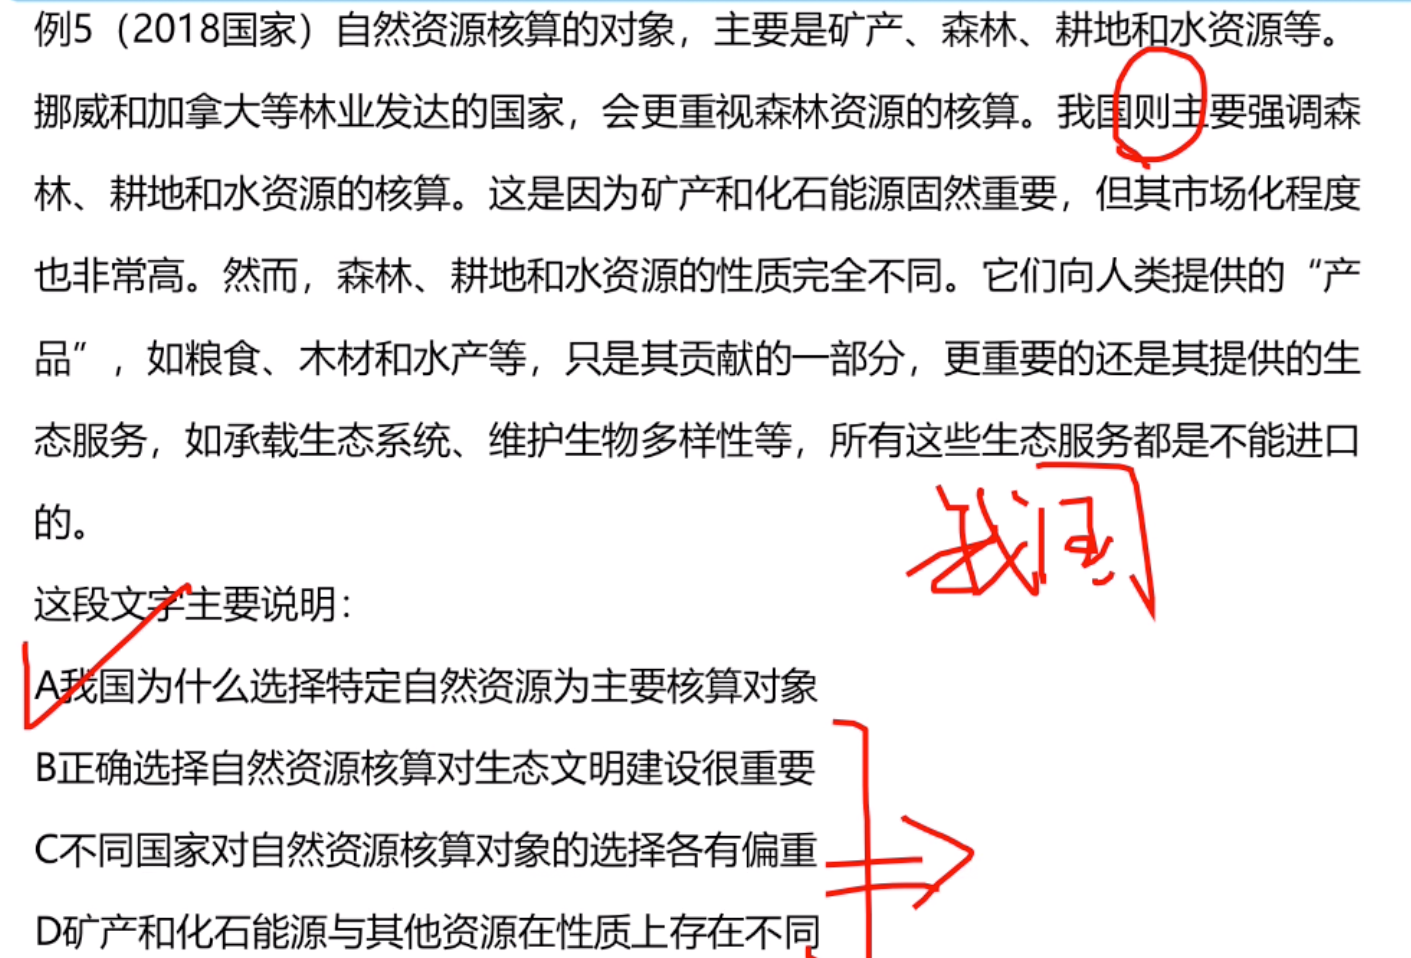 例5（2018国家）自然资源核算的对象，主要是矿产、森林、耕地和水资源等。
挪威和加拿大等林业发达的国家，会更重视森林资源的核算。我国则主要强调森
林、耕地和水资源的核算。这是因为矿产和化石能源固然重要，但其市场化程度
也非常高。然而，森林、耕地和水资源的性质完全不同。它们向人类提供的“产
品”，如粮食、木材和水产等，只是其贡献的一部分，更重要的还是其提供的生
态服务，如承载生态系统、维护生物多样性等，所有这些生态服务都是不能进口
的。
我国
这段文字主要说明：
A我国为什么选择特定自然资源为主要核算对象
B正确选择自然资源核算对生态文明建设很重要
C不同国家对自然资源核算对象的选择各有偏重
D矿产和化石能源与其他资源在性质上存在不同